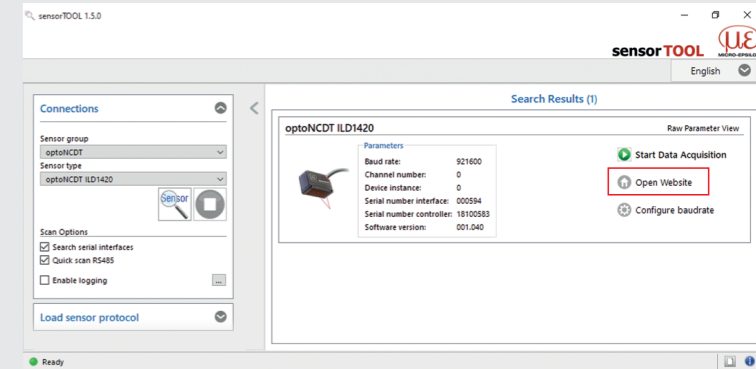 sensorTOOL 1.5.0
sensorTOOL
με
MICRO-EPSILO
English
Connections
Sensor group
optoNCDT
Sensor type
optoNCDT ILD1420
Sensor
Scan Options
Search serial interfaces
Quick scan RS485
Enable logging
...
Load sensor protocol
Search Results (1)
optoNCDT ILD1420
Raw Parameter View
Parameters
Baud rate: 921600
Channel number: 0
Device instance: 0
Serial number interface: 000594
Serial number controller: 18100583
Software version: 001.040
Start Data Acquisition
Open Website
Configure baudrate
Ready